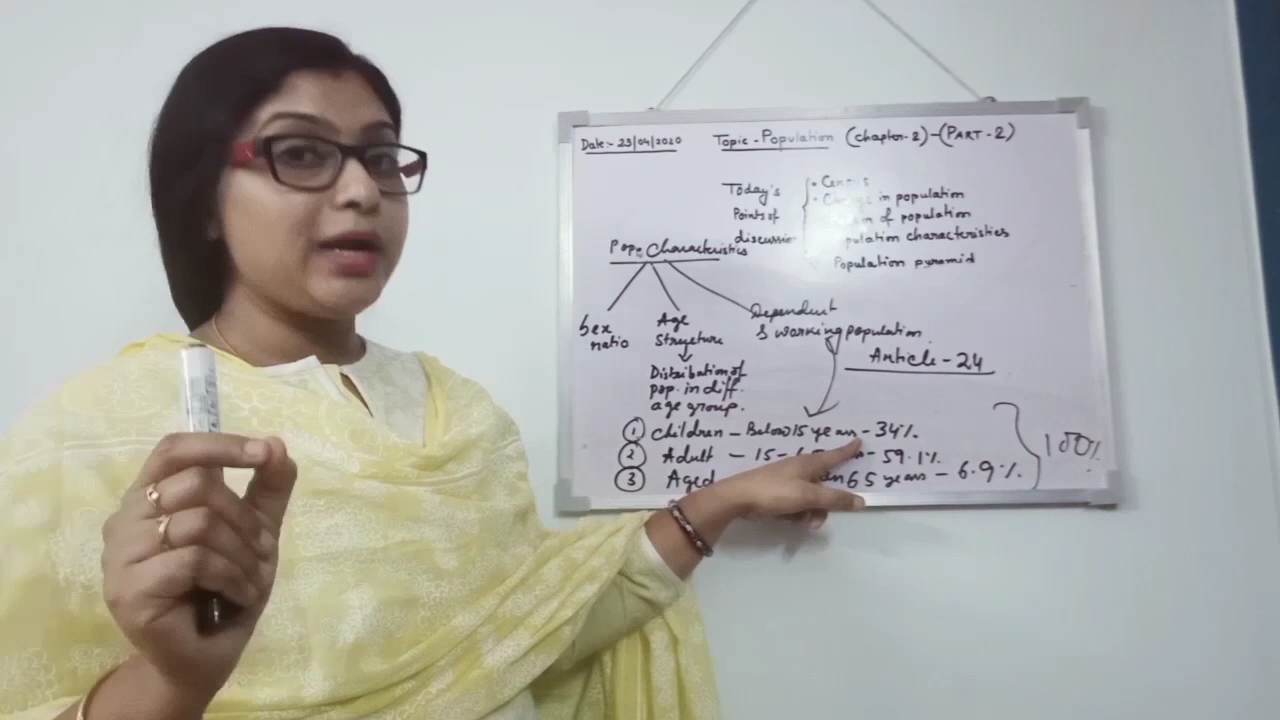 Date:- 23/04/2020 Topic - Population (Chapter-2)-(PART-2)
Today's Points of discussion
• Census
in population
of population
characteristics
Population pyramid
Pop. Characteristics
Sex ratio
Age structure
Dependent & working population
Distribution of pop. in diff. age group.
Article - 24
① Children - Below 15 years - 34%.
② Adult - 15 - - 59.1%
③ Aged 65 years - 6.9%.
100%